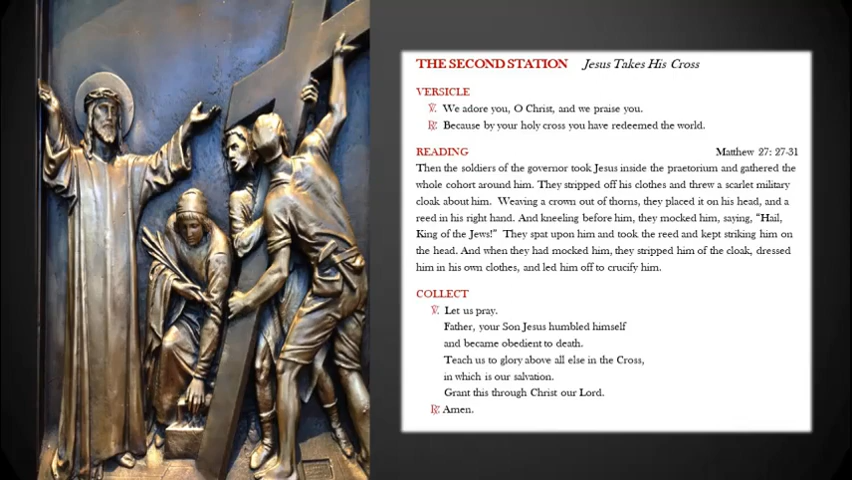 THE SECOND STATION Jesus Takes His Cross
VERSICLE
℣. We adore you, O Christ, and we praise you.
℟. Because by your holy cross you have redeemed the world.
READING Matthew 27: 27-31
Then the soldiers of the governor took Jesus inside the praetorium and gathered the
whole cohort around him. They stripped off his clothes and threw a scarlet military
cloak about him. Weaving a crown out of thorns, they placed it on his head, and a
reed in his right hand. And kneeling before him, they mocked him, saying, “Hail,
King of the Jews!” They spat upon him and took the reed and kept striking him on
the head. And when they had mocked him, they stripped him of the cloak, dressed
him in his own clothes, and led him off to crucify him.
COLLECT
℣. Let us pray.
Father, your Son Jesus humbled himself
and became obedient to death.
Teach us to glory above all else in the Cross,
in which is our salvation.
Grant this through Christ our Lord.
℟. Amen.